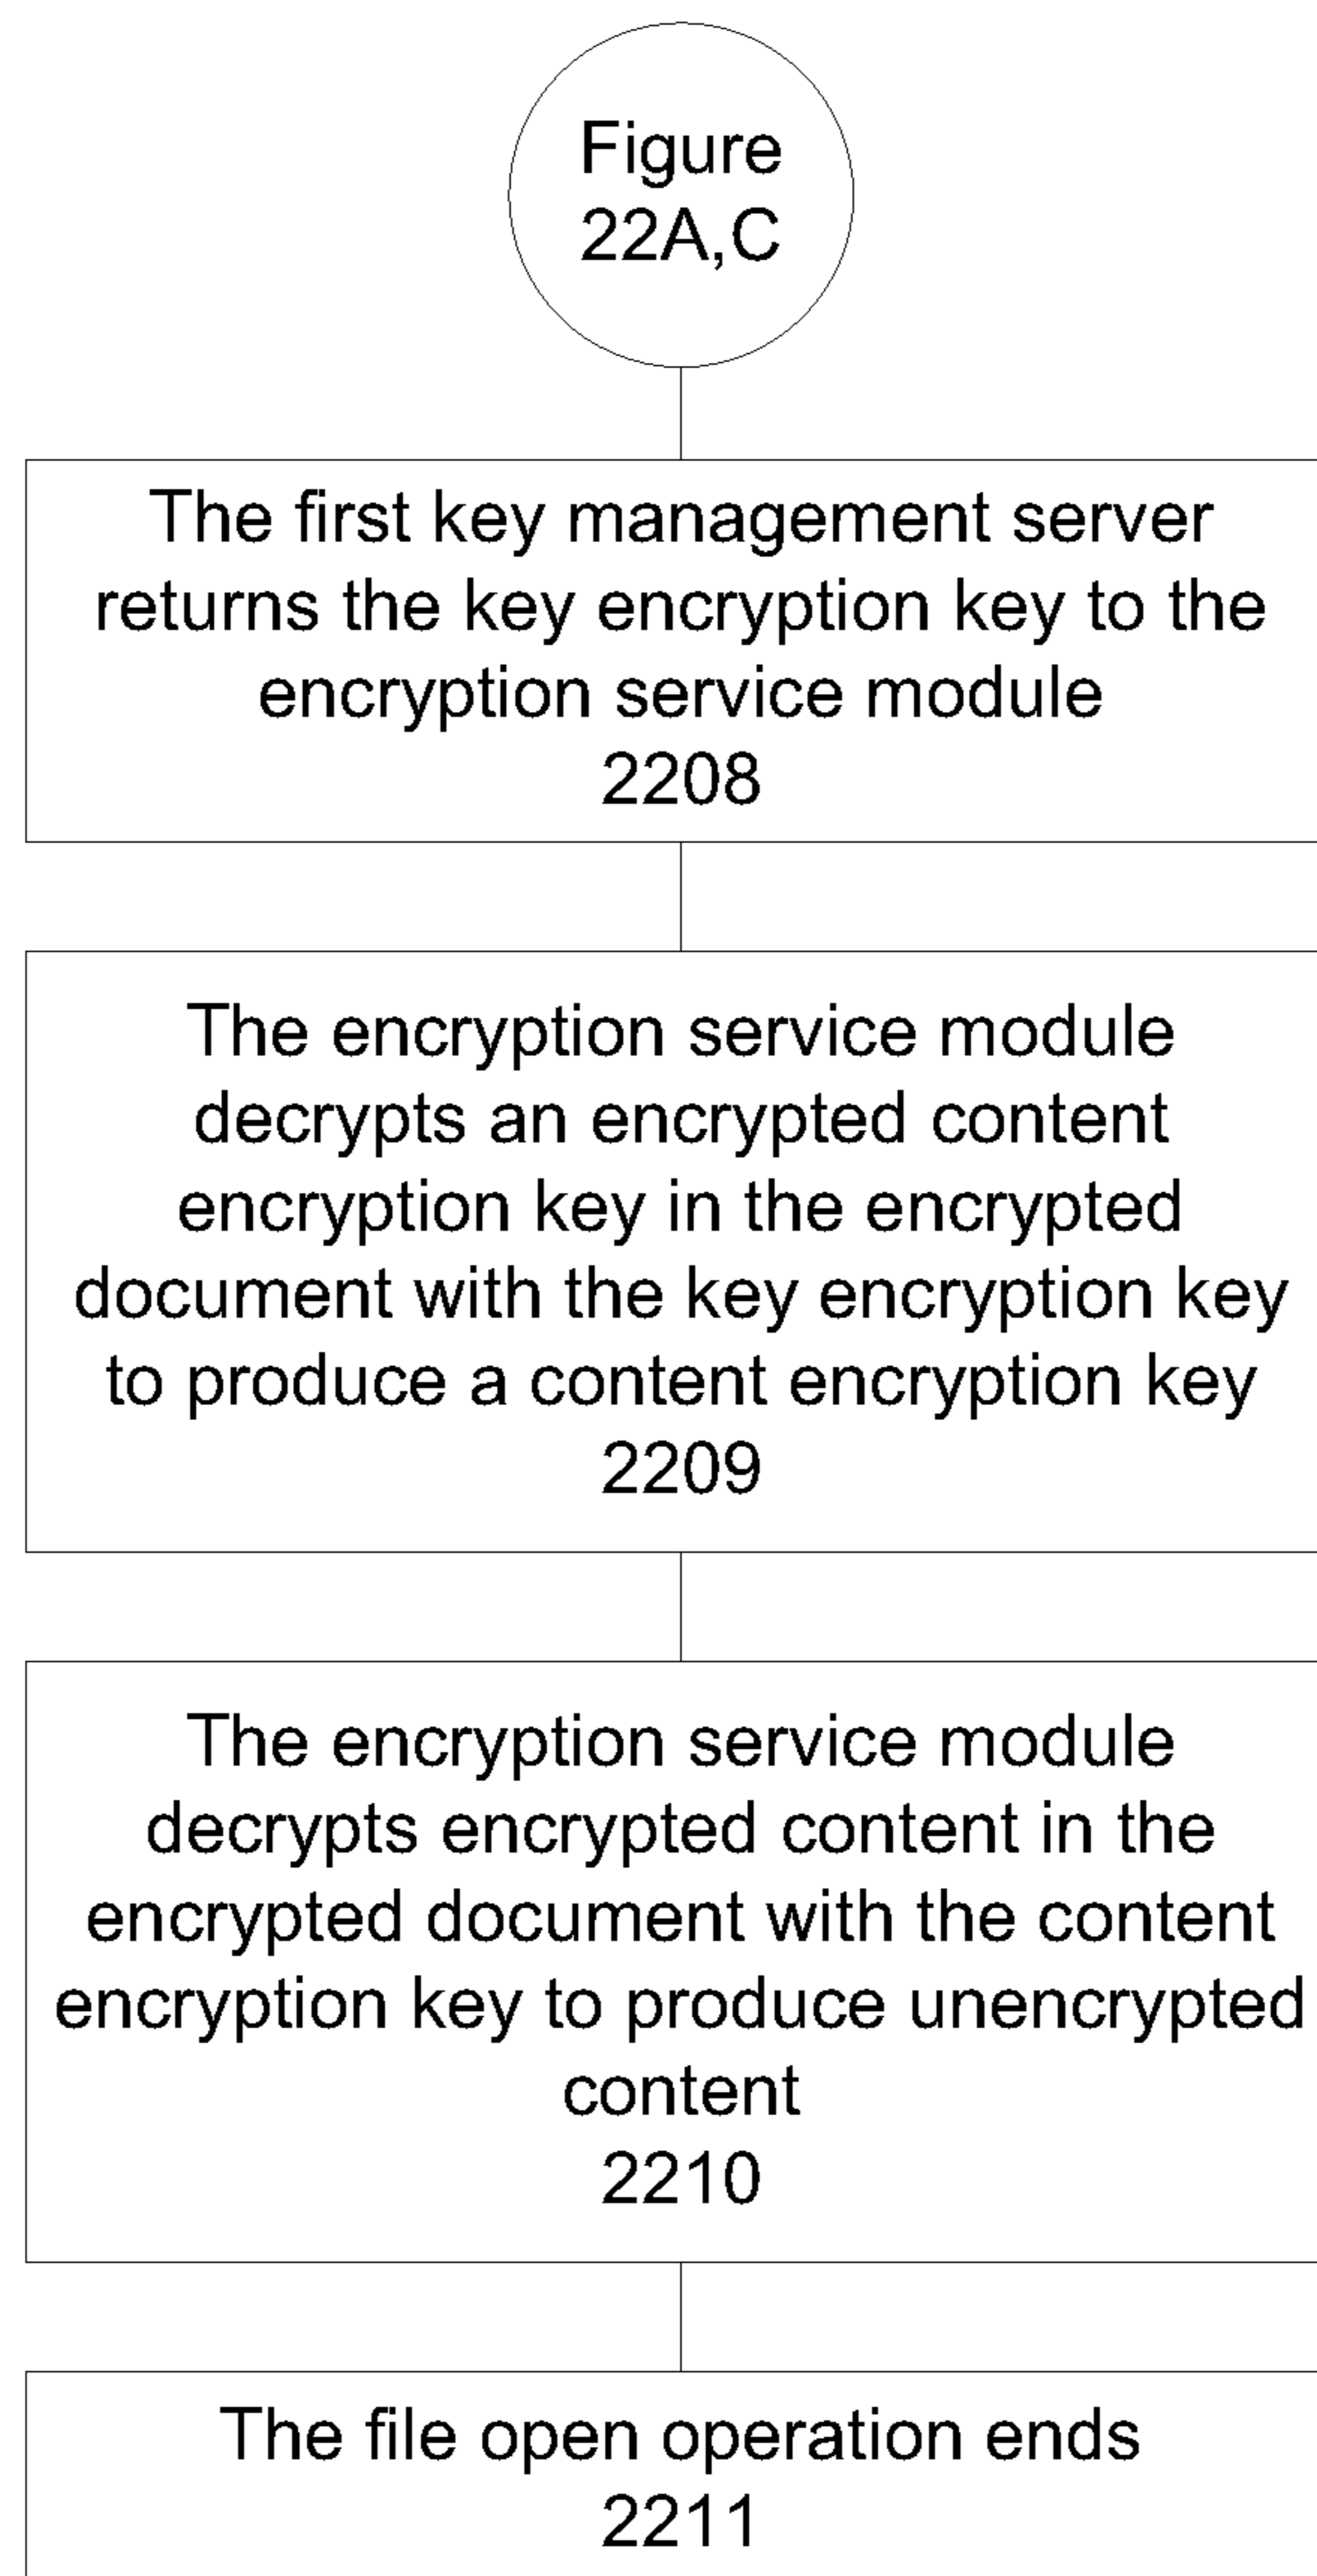 Figure
22A,C
The first key management server
returns the key encryption key to the
encryption service module
2208
The encryption service module
decrypts an encrypted content
encryption key in the encrypted
document with the key encryption key
to produce a content encryption key
2209
The encryption service module
decrypts encrypted content in the
encrypted document with the content
encryption key to produce unencrypted
content
2210
The file open operation ends
2211